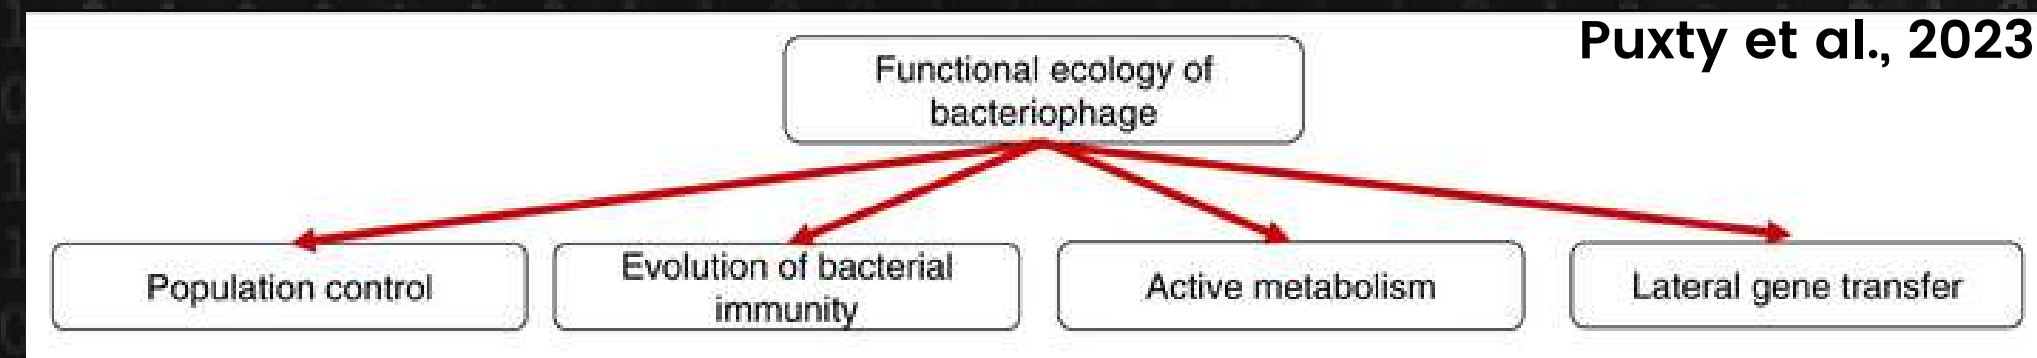 Puxty et al., 2023
Functional ecology of
bacteriophage
Population control
Evolution of bacterial
immunity
Active metabolism
Lateral gene transfer